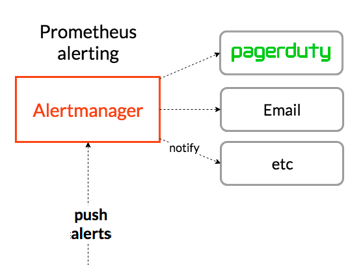 Prometheus
alerting
pagerduty
Alertmanager
Email
notify
etc
push
alerts